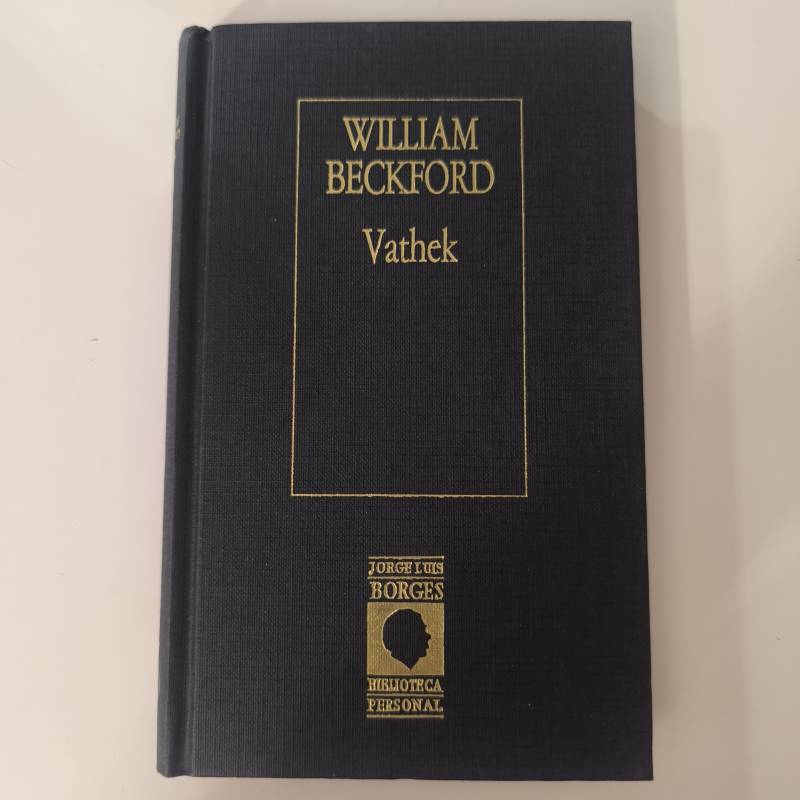 WILLIAM
BECKFORD
Vathek
JORGE LUIS
BORGES
BIBLIOTECA
PERSONAL